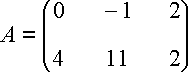 A = ( 0 -1 2
4 11 2 )